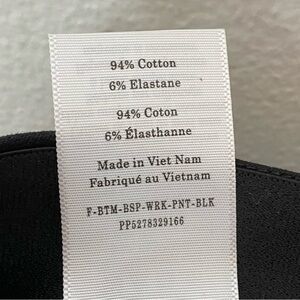 94% Cotton
6% Elastane
94% Coton
6% Élasthanne
Made in Viet Nam
Fabriqué au Vietnam
F-BTM-BSP-WRK-PNT-BLK
PP5278329166